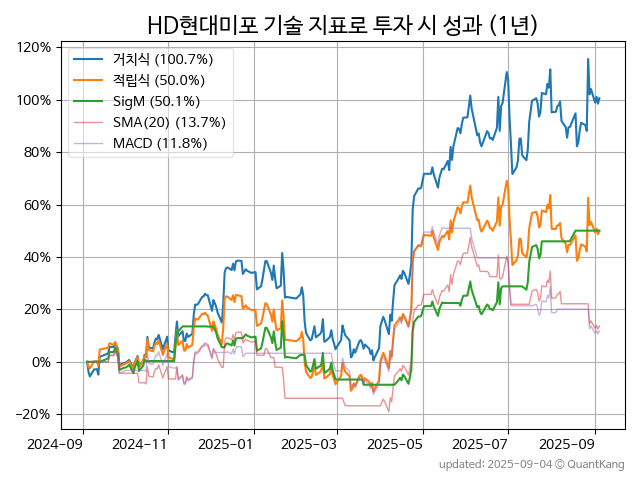 HD현대미포 기술 지표로 투자 시 성과 (1년)
120%
100%
80%
60%
40%
20%
0%
−20%
거치식 (100.7%)
적립식 (50.0%)
SigM (50.1%)
SMA(20) (13.7%)
MACD (11.8%)
2024-09 2024-11 2025-01 2025-03 2025-05 2025-07 2025-09
updated: 2025-09-04 © QuantKang